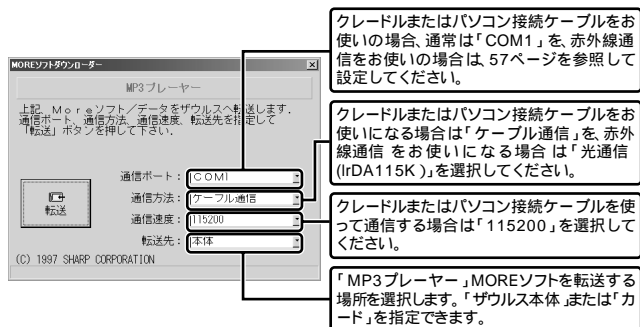 クレードルまたはパソコン接続ケーブルをお
使いの場合、通常は「COM1」を、赤外線通
信をお使いの場合は、57ページを参照して
設定してください。
MOREソフトダウンローダー
MP3プレーヤー
上記、Moreソフト/データをザウルスへ転送します.
通信ポート、通信方法、通信速度、転送先を指定して
「転送」ボタンを押して下さい.
クレードルまたはパソコン接続ケーブルをお
使いになる場合は「ケーブル通信」を、赤外
線通信をお使いになる場合は「光通信
(IrDA115K)」を選択してください。
通信ポート: COM1
通信方法: ケーブル通信
通信速度: 115200
転送先: 本体
転送
クレードルまたはパソコン接続ケーブルを使
って通信する場合は「115200」を選択して
ください。
(C) 1997 SHARP CORPORATION
「MP3プレーヤー」MOREソフトを転送する
場所を選択します。「ザウルス本体」または「カ
ード」を指定できます。